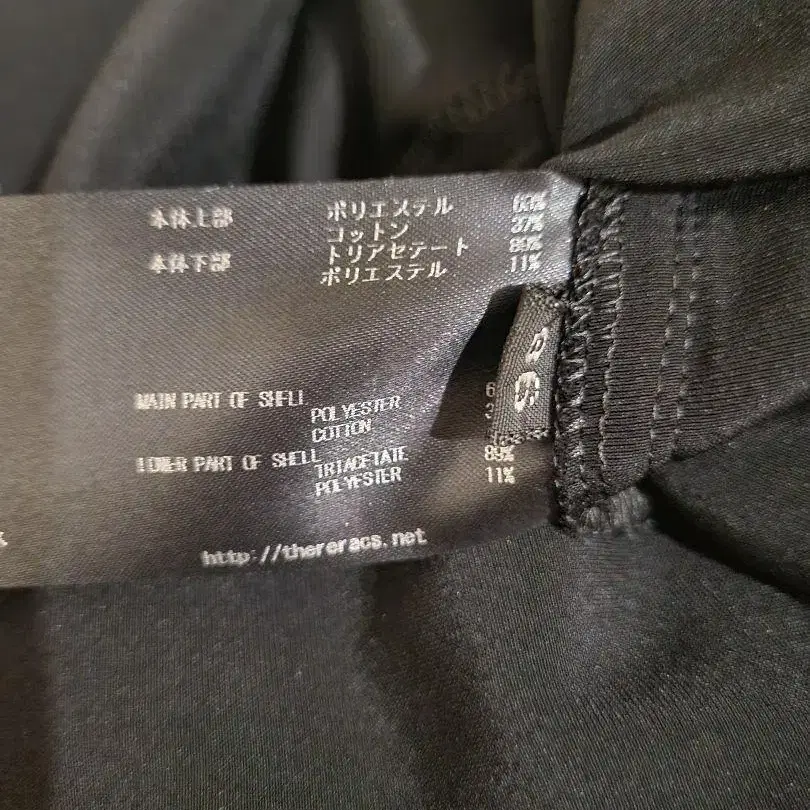 本体上部 ポリエステル 63%
コットン 37%
本体下部 トリアセテート 89%
ポリエステル 11%
MAIN PART OF SHELL
POLYESTER 6
COTTON 3
LOWER PART OF SHELL
TRIACETATE 89%
POLYESTER 11%
http://thereracs.net